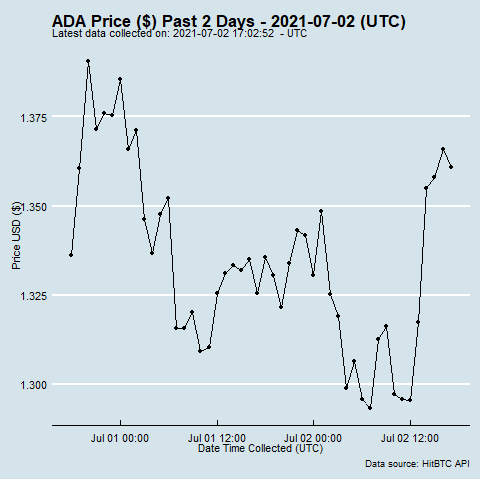 ADA Price ($) Past 2 Days - 2021-07-02 (UTC)
Latest data collected on: 2021-07-02 17:02:52 - UTC
1.375
1.350
1.325
1.300
Price USD ($)
Jul 01 00:00 Jul 01 12:00 Jul 02 00:00 Jul 02 12:00
Date Time Collected (UTC)
Data source: HitBTC API